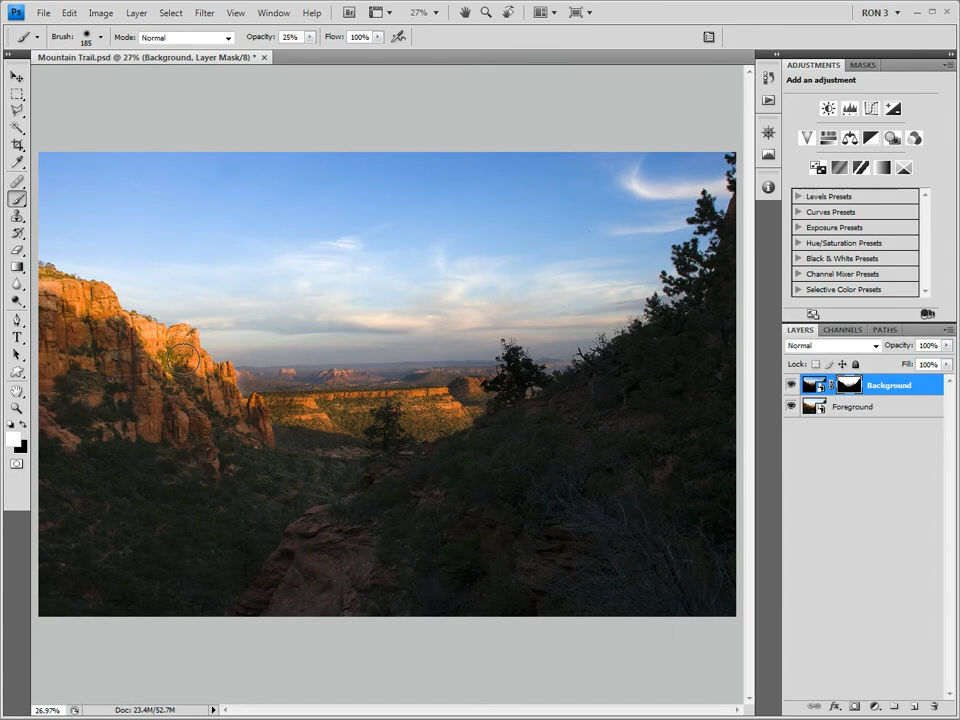 Ps File Edit Image Layer Select Filter View Window Help Br 27% RON 3
Brush: 185 Mode: Normal Opacity: 25% Flow: 100%
Mountain Trail.psd @ 27% (Background, Layer Mask/8) *
ADJUSTMENTS MASKS
Add an adjustment
Levels Presets
Curves Presets
Exposure Presets
Hue/Saturation Presets
Black & White Presets
Channel Mixer Presets
Selective Color Presets
LAYERS CHANNELS PATHS
Normal Opacity: 100%
Lock: Fill: 100%
Background
Foreground
26.97% Doc: 23.4M/52.7M